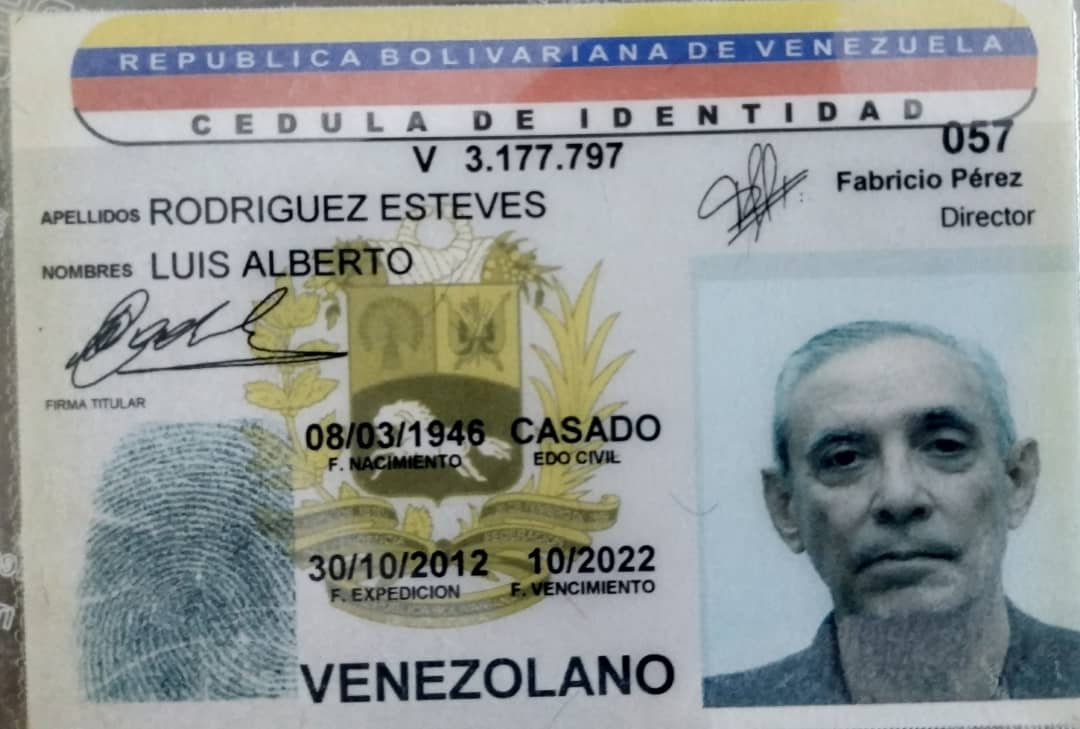 REPUBLICA BOLIVARIANA DE VENEZUELA
CEDULA DE IDENTIDAD
V 3.177.797
057
Fabricio Pérez
Director
APELLIDOS RODRIGUEZ ESTEVES
NOMBRES LUIS ALBERTO
FIRMA TITULAR
08/03/1946 CASADO
F. NACIMIENTO EDO CIVIL
30/10/2012 10/2022
F. EXPEDICION F. VENCIMIENTO
VENEZOLANO